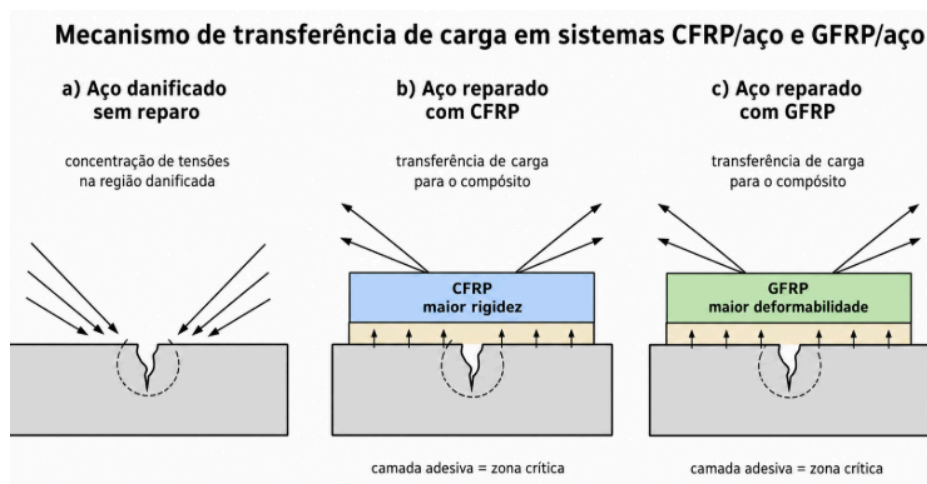 Mecanismo de transferência de carga em sistemas CFRP/aço e GFRP/aço
a) Aço danificado
sem reparo
concentração de tensões
na região danificada
b) Aço reparado
com CFRP
transferência de carga
para o compósito
CFRP
maior rigidez
camada adesiva = zona crítica
c) Aço reparado
com GFRP
transferência de carga
para o compósito
GFRP
maior deformabilidade
camada adesiva = zona crítica